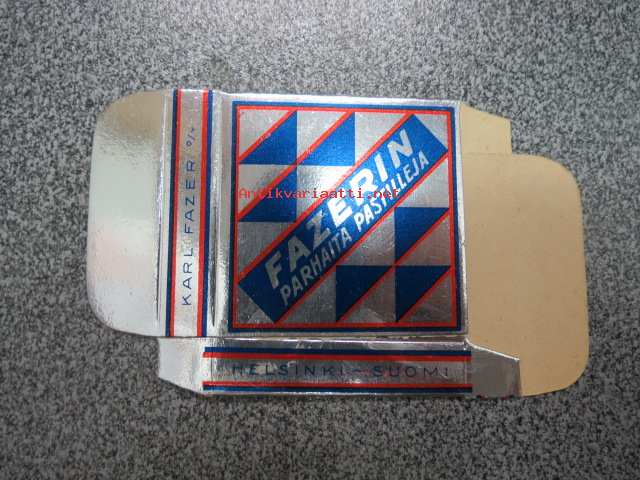 FAZERIN
PARHAITA PASTILLEJA
KARL FAZER %
HELSINKI – SUOMI
Antikvariaatti.net